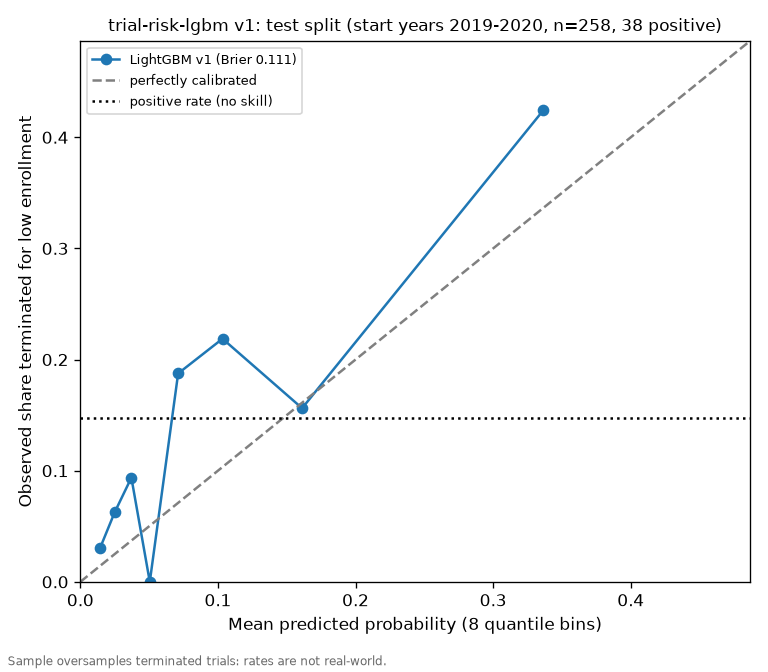 trial-risk-lgbm v1: test split (start years 2019-2020, n=258, 38 positive)
LightGBM v1 (Brier 0.111)
perfectly calibrated
positive rate (no skill)
Observed share terminated for low enrollment
0.4
0.3
0.2
0.1
0.0
0.0 0.1 0.2 0.3 0.4
Mean predicted probability (8 quantile bins)
Sample oversamples terminated trials: rates are not real-world.